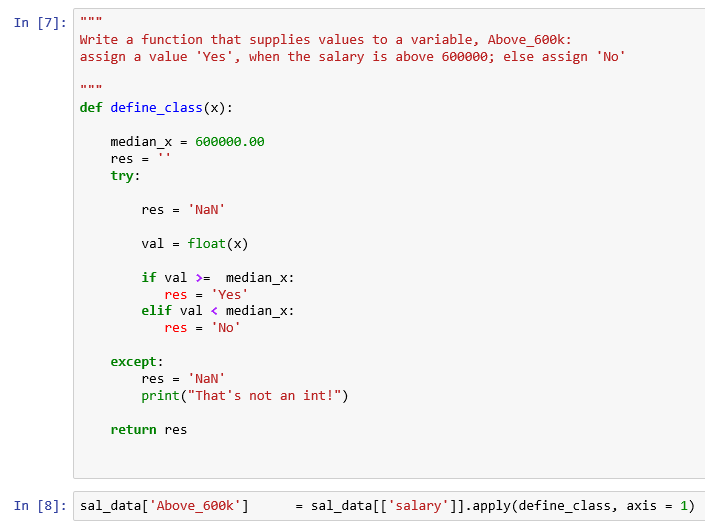 In [7]: """
Write a function that supplies values to a variable, Above_600k:
assign a value 'Yes', when the salary is above 600000; else assign 'No'
"""
def define_class(x):
median_x = 600000.00
res = ''
try:
res = 'NaN'
val = float(x)
if val >=  median_x:
res = 'Yes'
elif val < median_x:
res = 'No'
except:
res = 'NaN'
print("That's not an int!")
return res
In [8]: sal_data['Above_600k']      = sal_data[['salary']].apply(define_class, axis = 1)